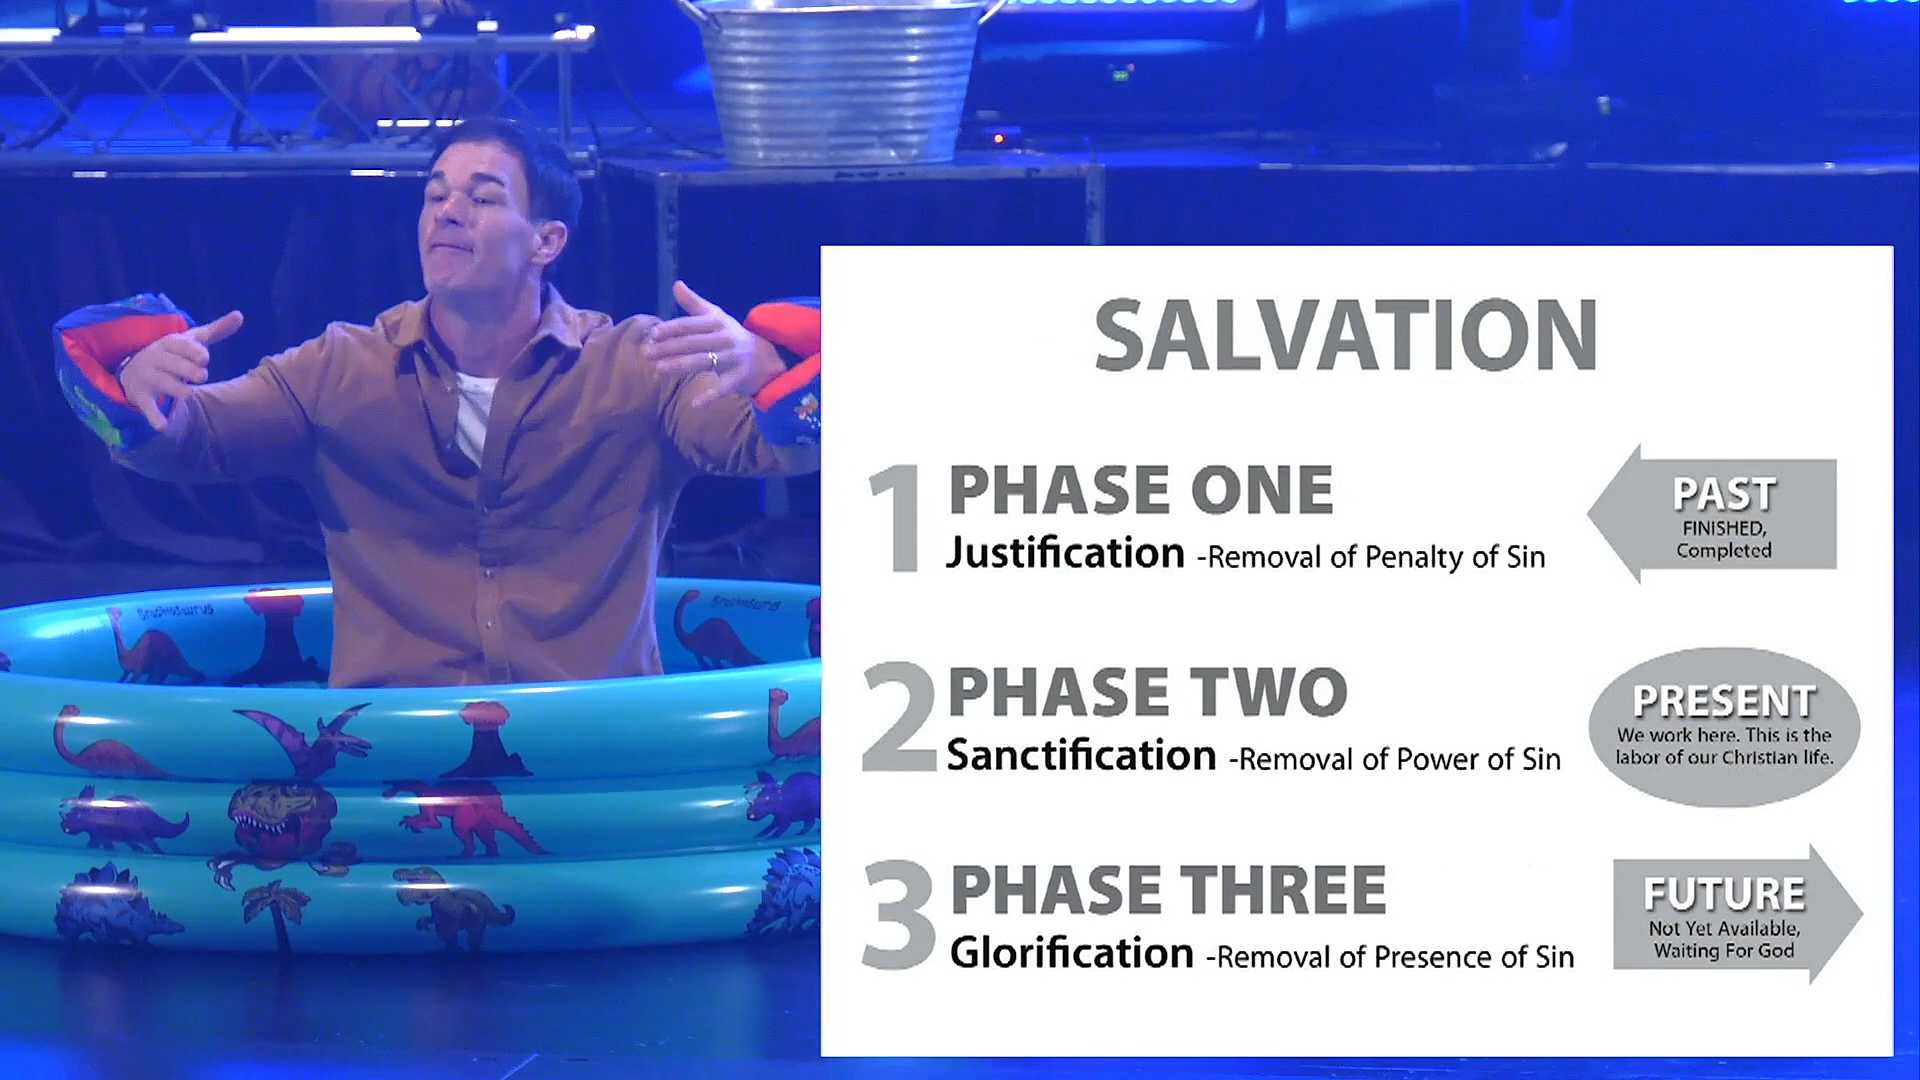 SALVATION
1 PHASE ONE
Justification -Removal of Penalty of Sin
PAST
FINISHED,
Completed
2 PHASE TWO
Sanctification -Removal of Power of Sin
PRESENT
We work here. This is the
labor of our Christian life.
3 PHASE THREE
Glorification -Removal of Presence of Sin
FUTURE
Not Yet Available,
Waiting For God
Brachiosaurus
Brachiosaurus